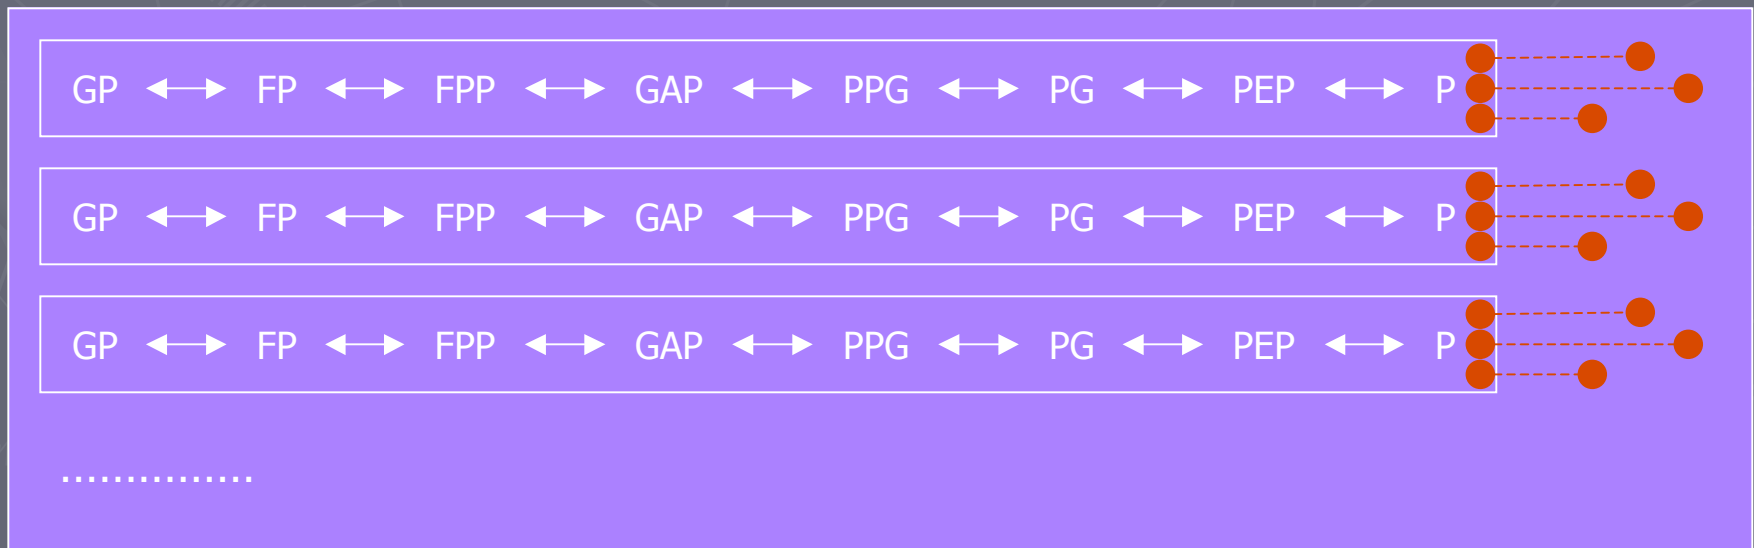 GP FP FPP GAP PPG PG PEP P
GP FP FPP GAP PPG PG PEP P
GP FP FPP GAP PPG PG PEP P
...............